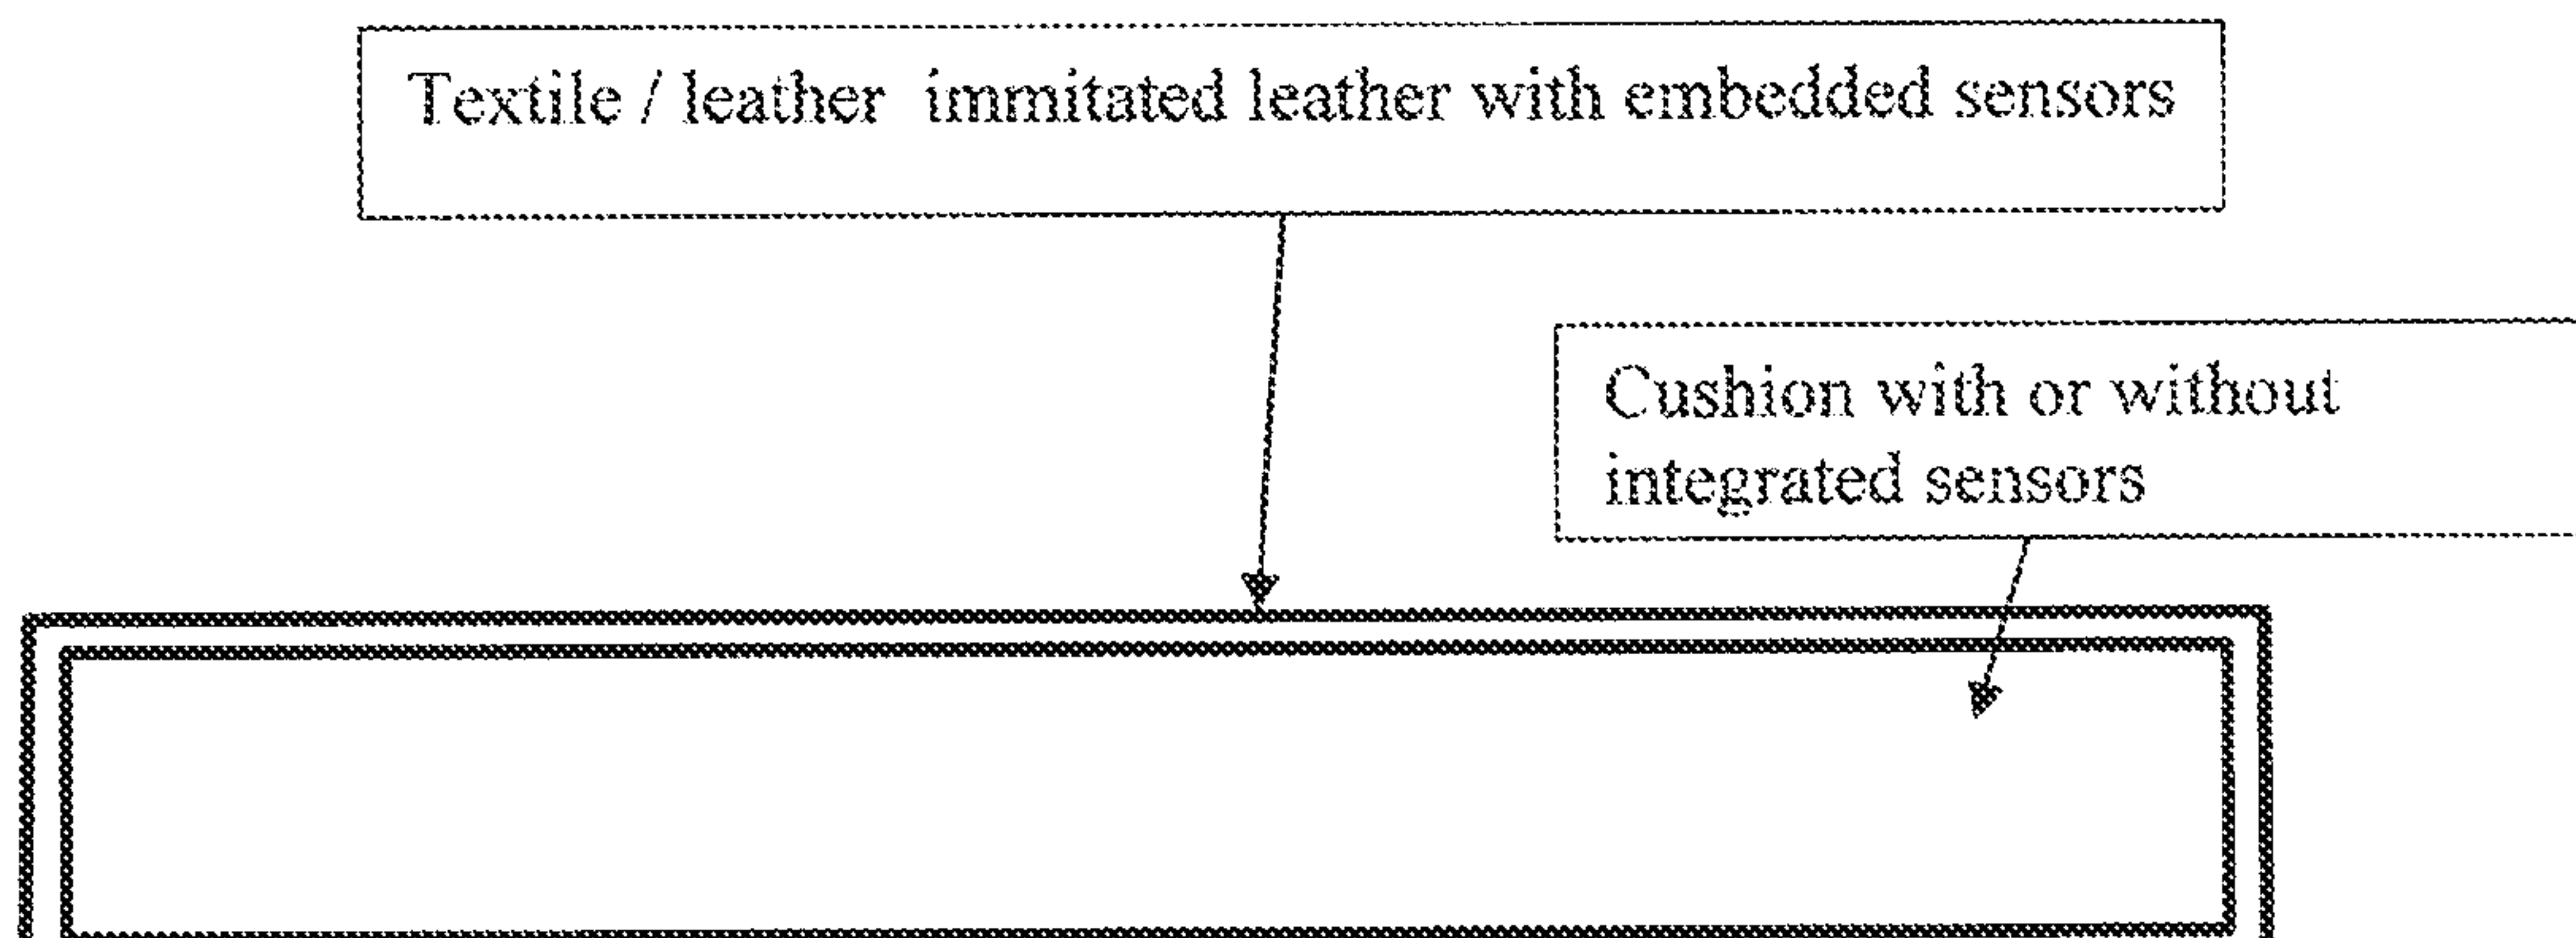 Textile / leather immitated leather with embedded sensors
Cushion with or without
integrated sensors